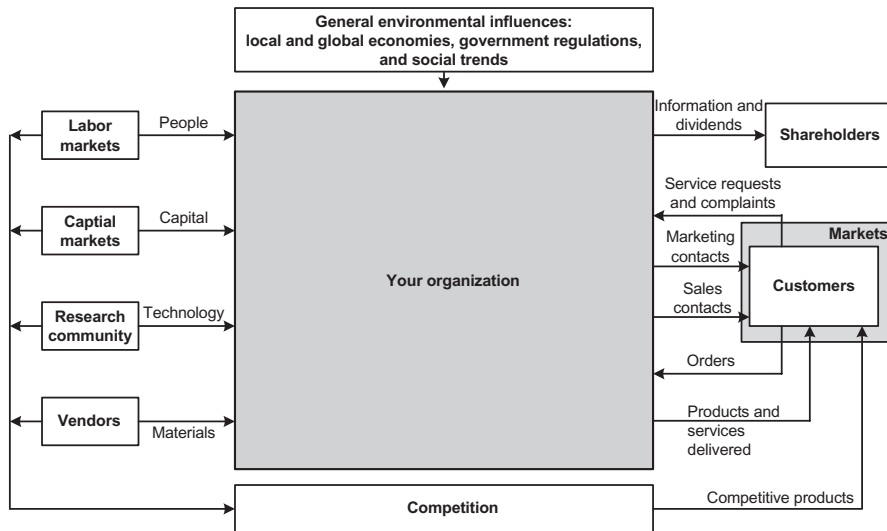 General environmental influences:
local and global economies, government regulations,
and social trends
Labor
markets
People
Captial
markets
Capital
Research
community
Technology
Vendors
Materials
Your organization
Information and
dividends
Shareholders
Service requests
and complaints
Markets
Marketing
contacts
Customers
Sales
contacts
Orders
Products and
services
delivered
Competition
Competitive products